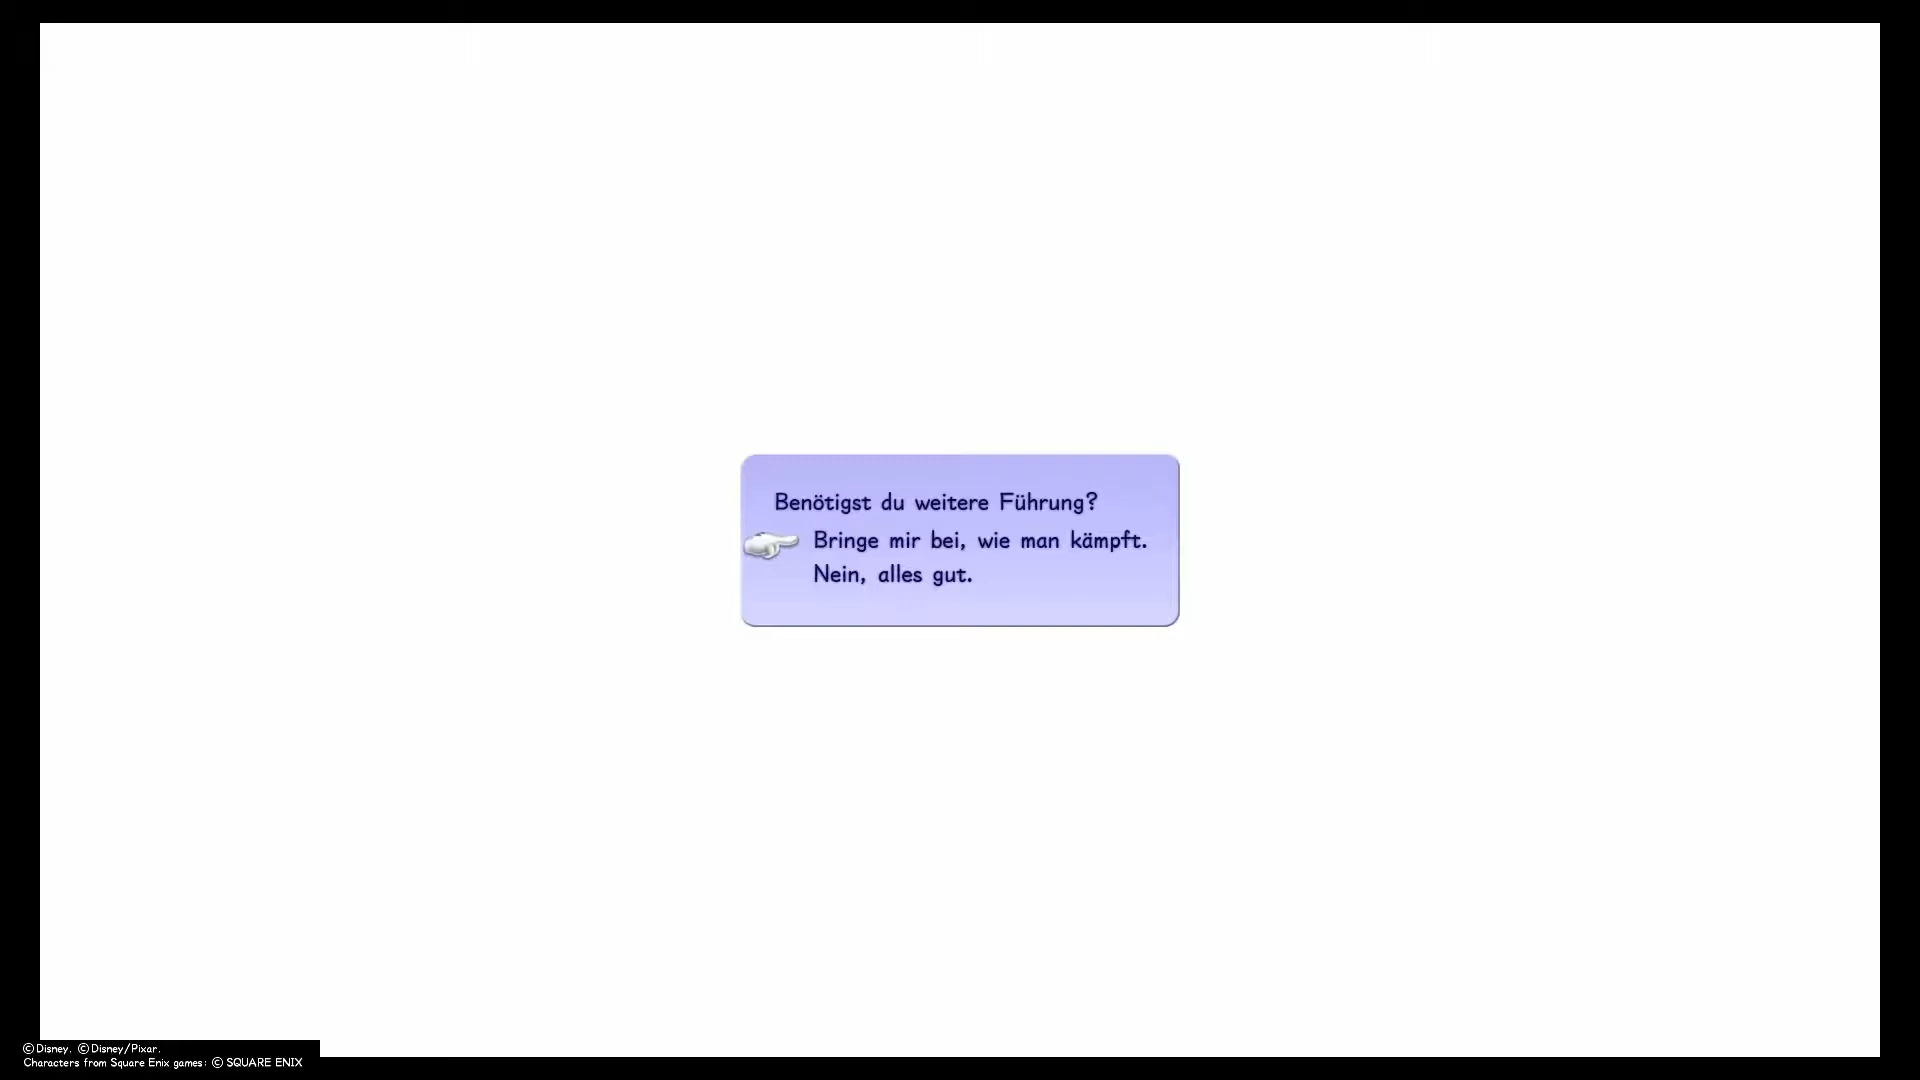 Benötigst du weitere Führung?
Bringe mir bei, wie man kämpft.
Nein, alles gut.
©Disney. ©Disney/Pixar.
Characters from Square Enix games: © SQUARE ENIX